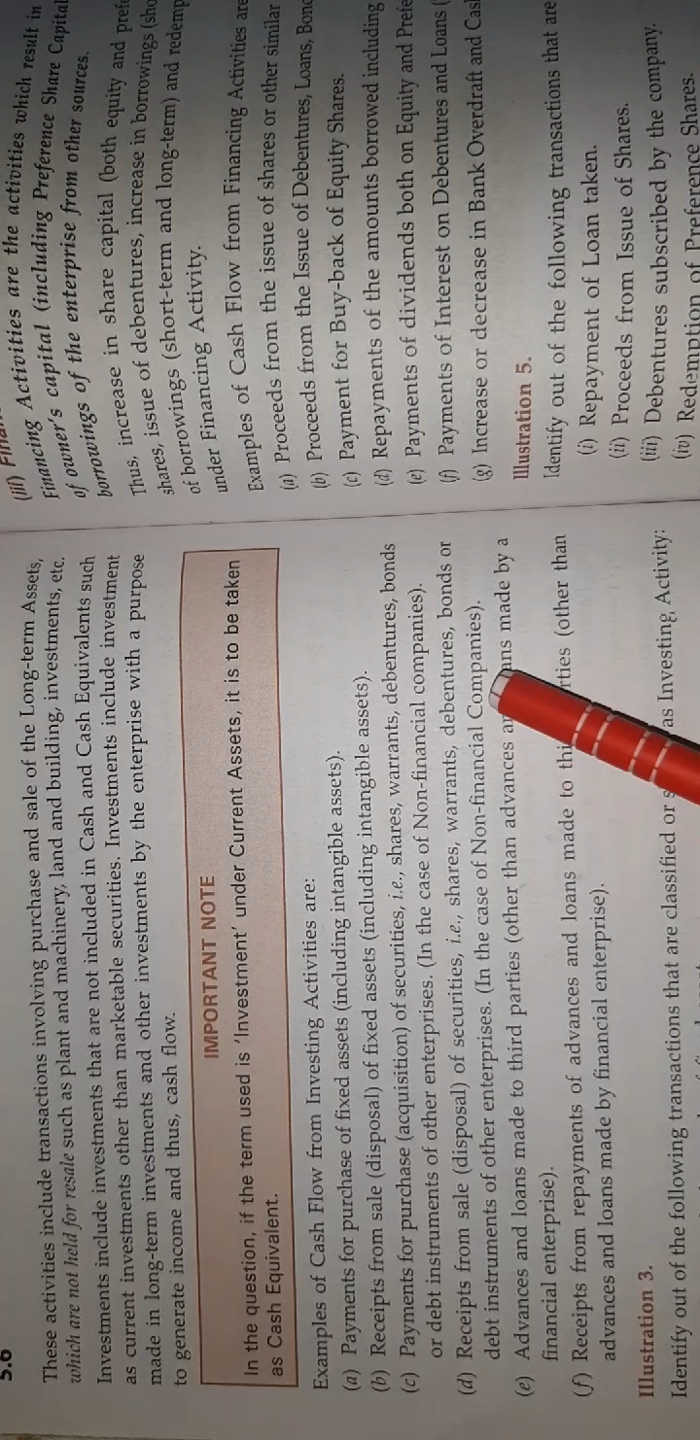 5.6
These activities include transactions involving purchase and sale of the Long-term Assets,
which are not held for resale such as plant and machinery, land and building, investments, etc.
Investments include investments that are not included in Cash and Cash Equivalents such
as current investments other than marketable securities. Investments include investment
made in long-term investments and other investments by the enterprise with a purpose
to generate income and thus, cash flow.
IMPORTANT NOTE
In the question, if the term used is 'Investment' under Current Assets, it is to be taken
as Cash Equivalent.
Examples of Cash Flow from Investing Activities are:
(a) Payments for purchase of fixed assets (including intangible assets).
(b) Receipts from sale (disposal) of fixed assets (including intangible assets).
(c) Payments for purchase (acquisition) of securities, i.e., shares, warrants, debentures, bonds
or debt instruments of other enterprises. (In the case of Non-financial companies).
(d) Receipts from sale (disposal) of securities, i.e., shares, warrants, debentures, bonds or
debt instruments of other enterprises. (In the case of Non-financial Companies).
(e) Advances and loans made to third parties (other than advances made by a
financial enterprise).
(f) Receipts from repayments of advances and loans made to (other than
advances and loans made by financial enterprise).
Illustration 3.
Identify out of the following transactions that are classified or as Investing Activity:
(iii)
Financing Activities are the activities which result in
of owner's capital (including Preference Share Capital
borrowings of the enterprise from other sources.
Thus, increase in share capital (both equity and
shares, issue of debentures, increase in borrowings
of borrowings (short-term and long-term) and
under Financing Activity.
Examples of Cash Flow from Financing Activities are
(a) Proceeds from the issue of shares or other similar
(b) Proceeds from the Issue of Debentures, Loans,
(c) Payment for Buy-back of Equity Shares.
(d) Repayments of the amounts borrowed including
(e) Payments of dividends both on Equity and
(f) Payments of Interest on Debentures and Loans (
(g) Increase or decrease in Bank Overdraft and
Illustration 5.
Identify out of the following transactions that are
(i) Repayment of Loan taken.
(ii) Proceeds from Issue of Shares.
(iii) Debentures subscribed by the company.
(iv) Redemption of Preference Shares.